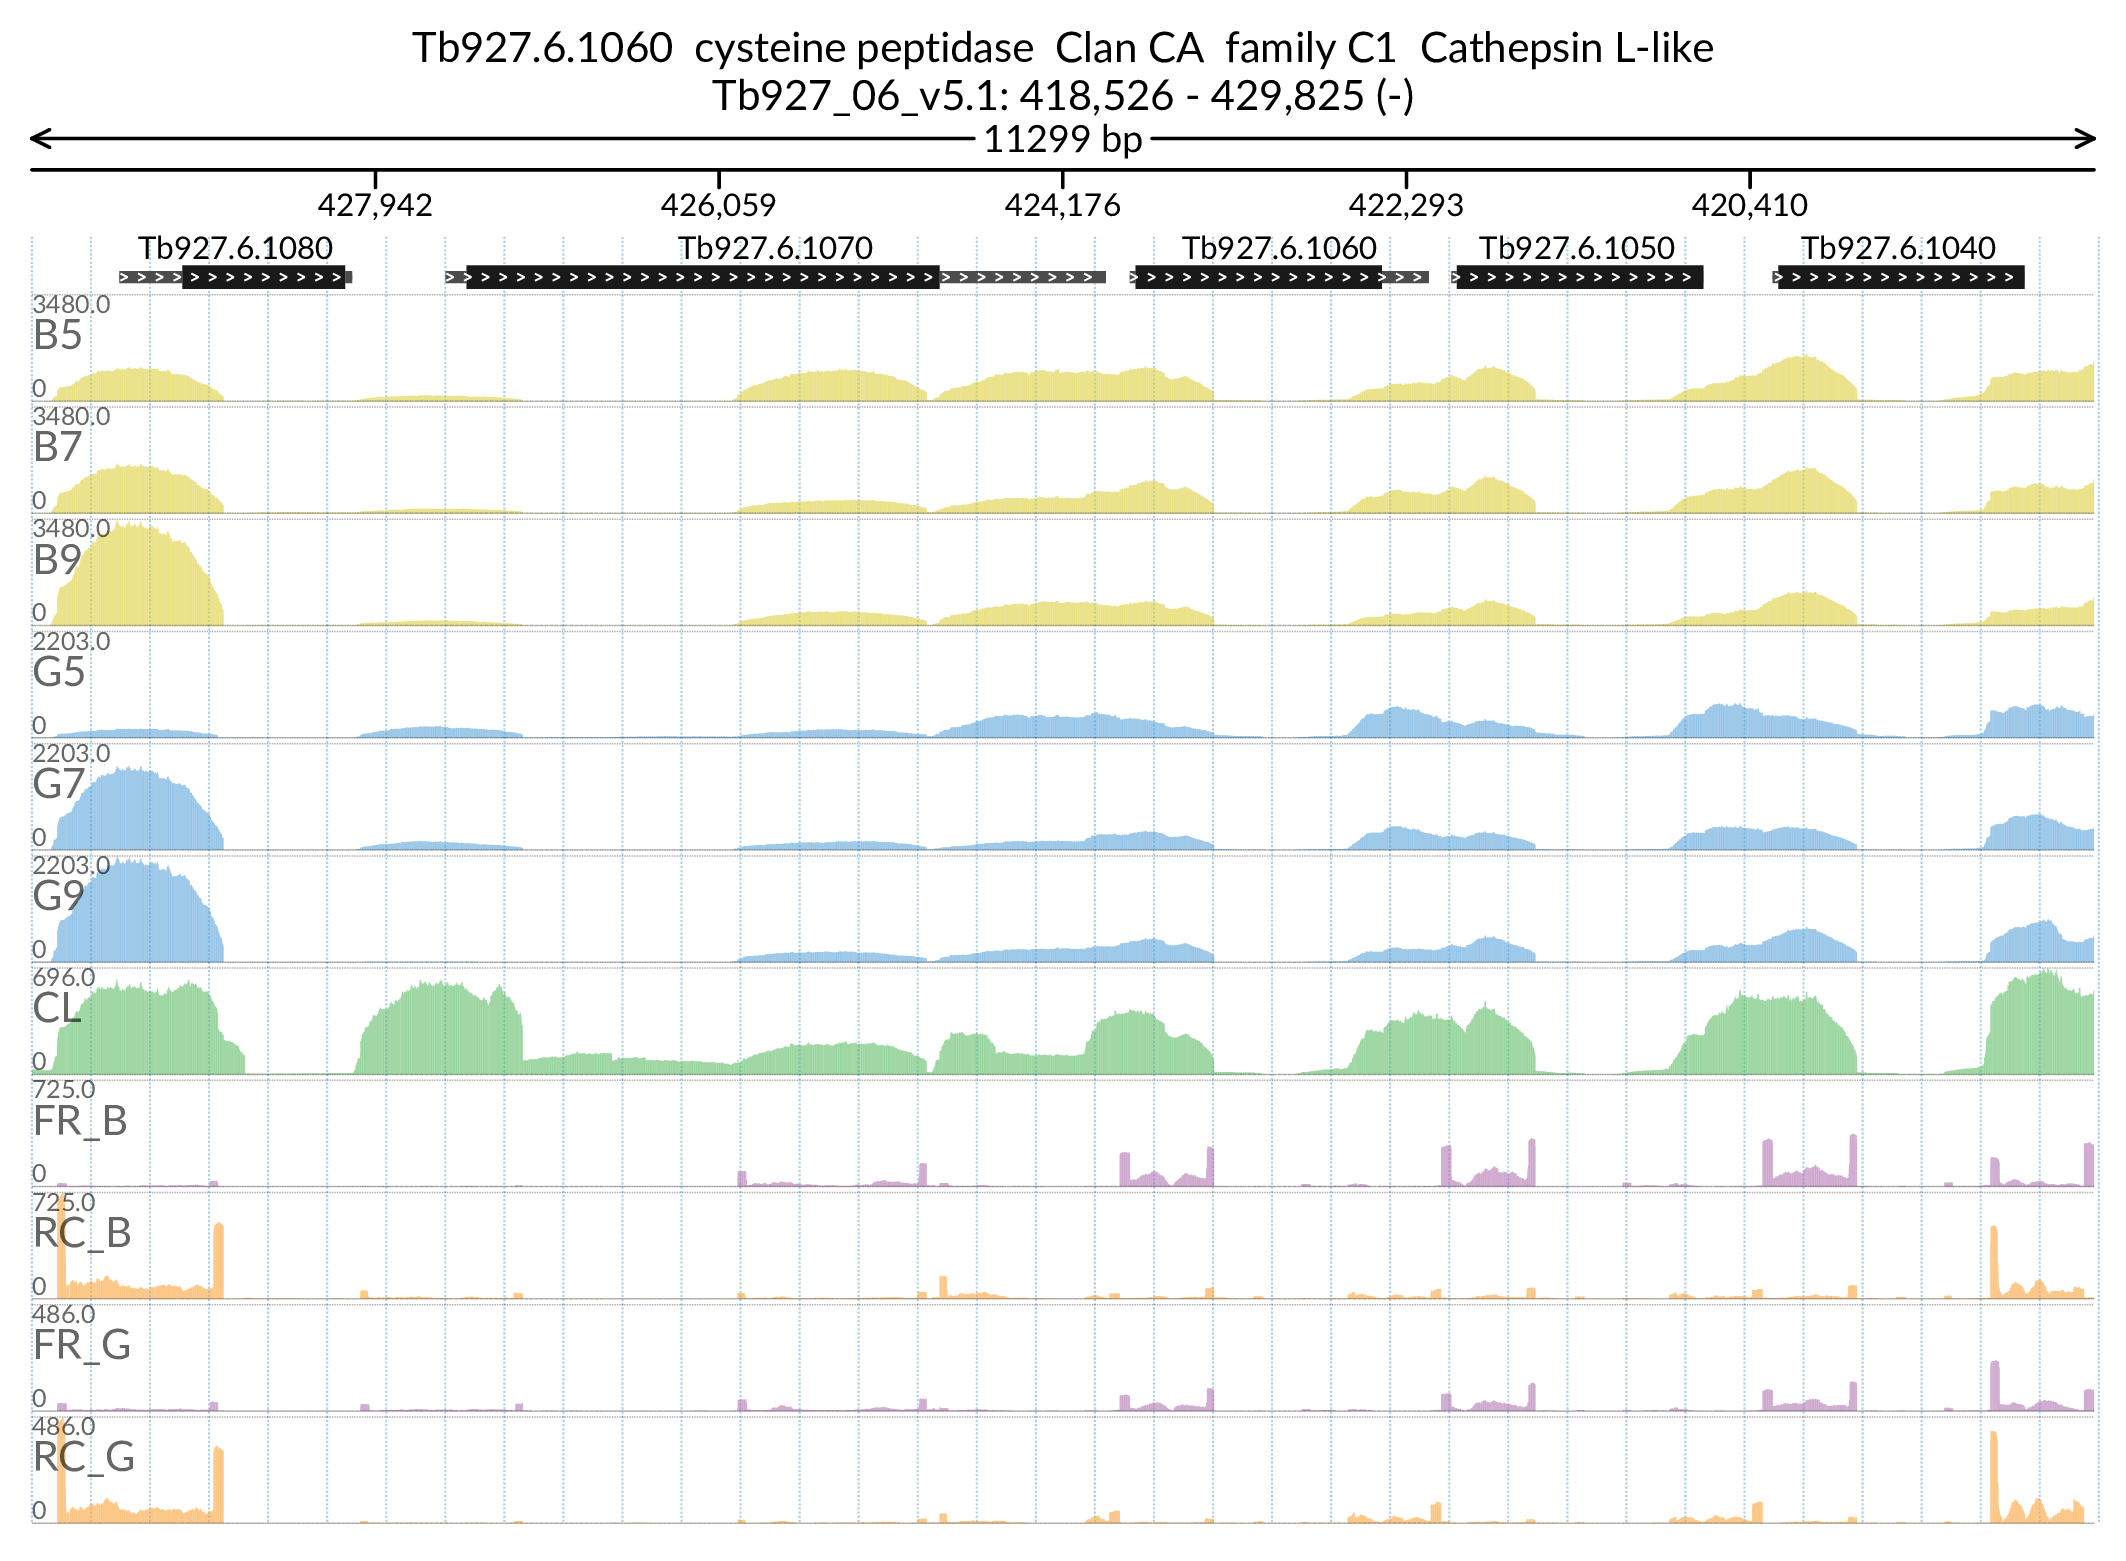 Tb927.6.1060 cysteine peptidase Clan CA family C1 Cathepsin L-like
Tb927_06_v5.1: 418,526 - 429,825 (-)
11299 bp
427,942 426,059 424,176 422,293 420,410
Tb927.6.1080 Tb927.6.1070 Tb927.6.1060 Tb927.6.1050 Tb927.6.1040
3480.0
B5
0
3480.0
B7
0
3480.0
B9
0
2203.0
G5
0
2203.0
G7
0
2203.0
G9
0
696.0
CL
0
725.0
FR_B
0
725.0
RC_B
0
486.0
FR_G
0
486.0
RC_G
0